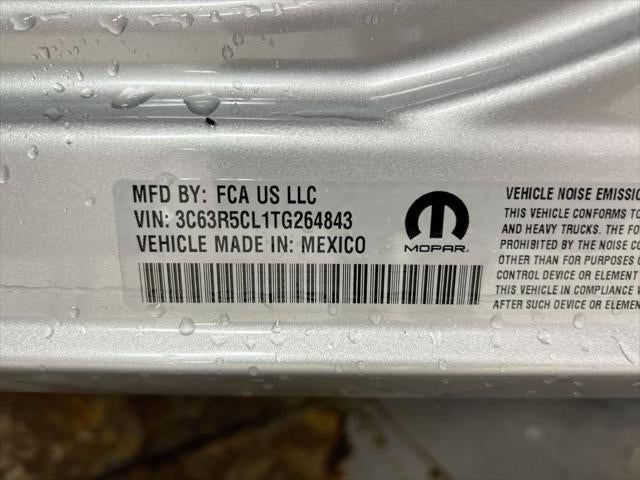 MFD BY: FCA US LLC
VIN: 3C63R5CL1TG264843
VEHICLE MADE IN: MEXICO
MOPAR
VEHICLE NOISE EMISSIO
THIS VEHICLE CONFORMS TO
AND HEAVY TRUCKS. THE FO
PROHIBITED BY THE NOISE CO
OTHER THAN FOR PURPOSES O
CONTROL DEVICE OR ELEMENT
THIS VEHICLE IN COMPLIANCE W
AFTER SUCH DEVICE OR ELEMEN